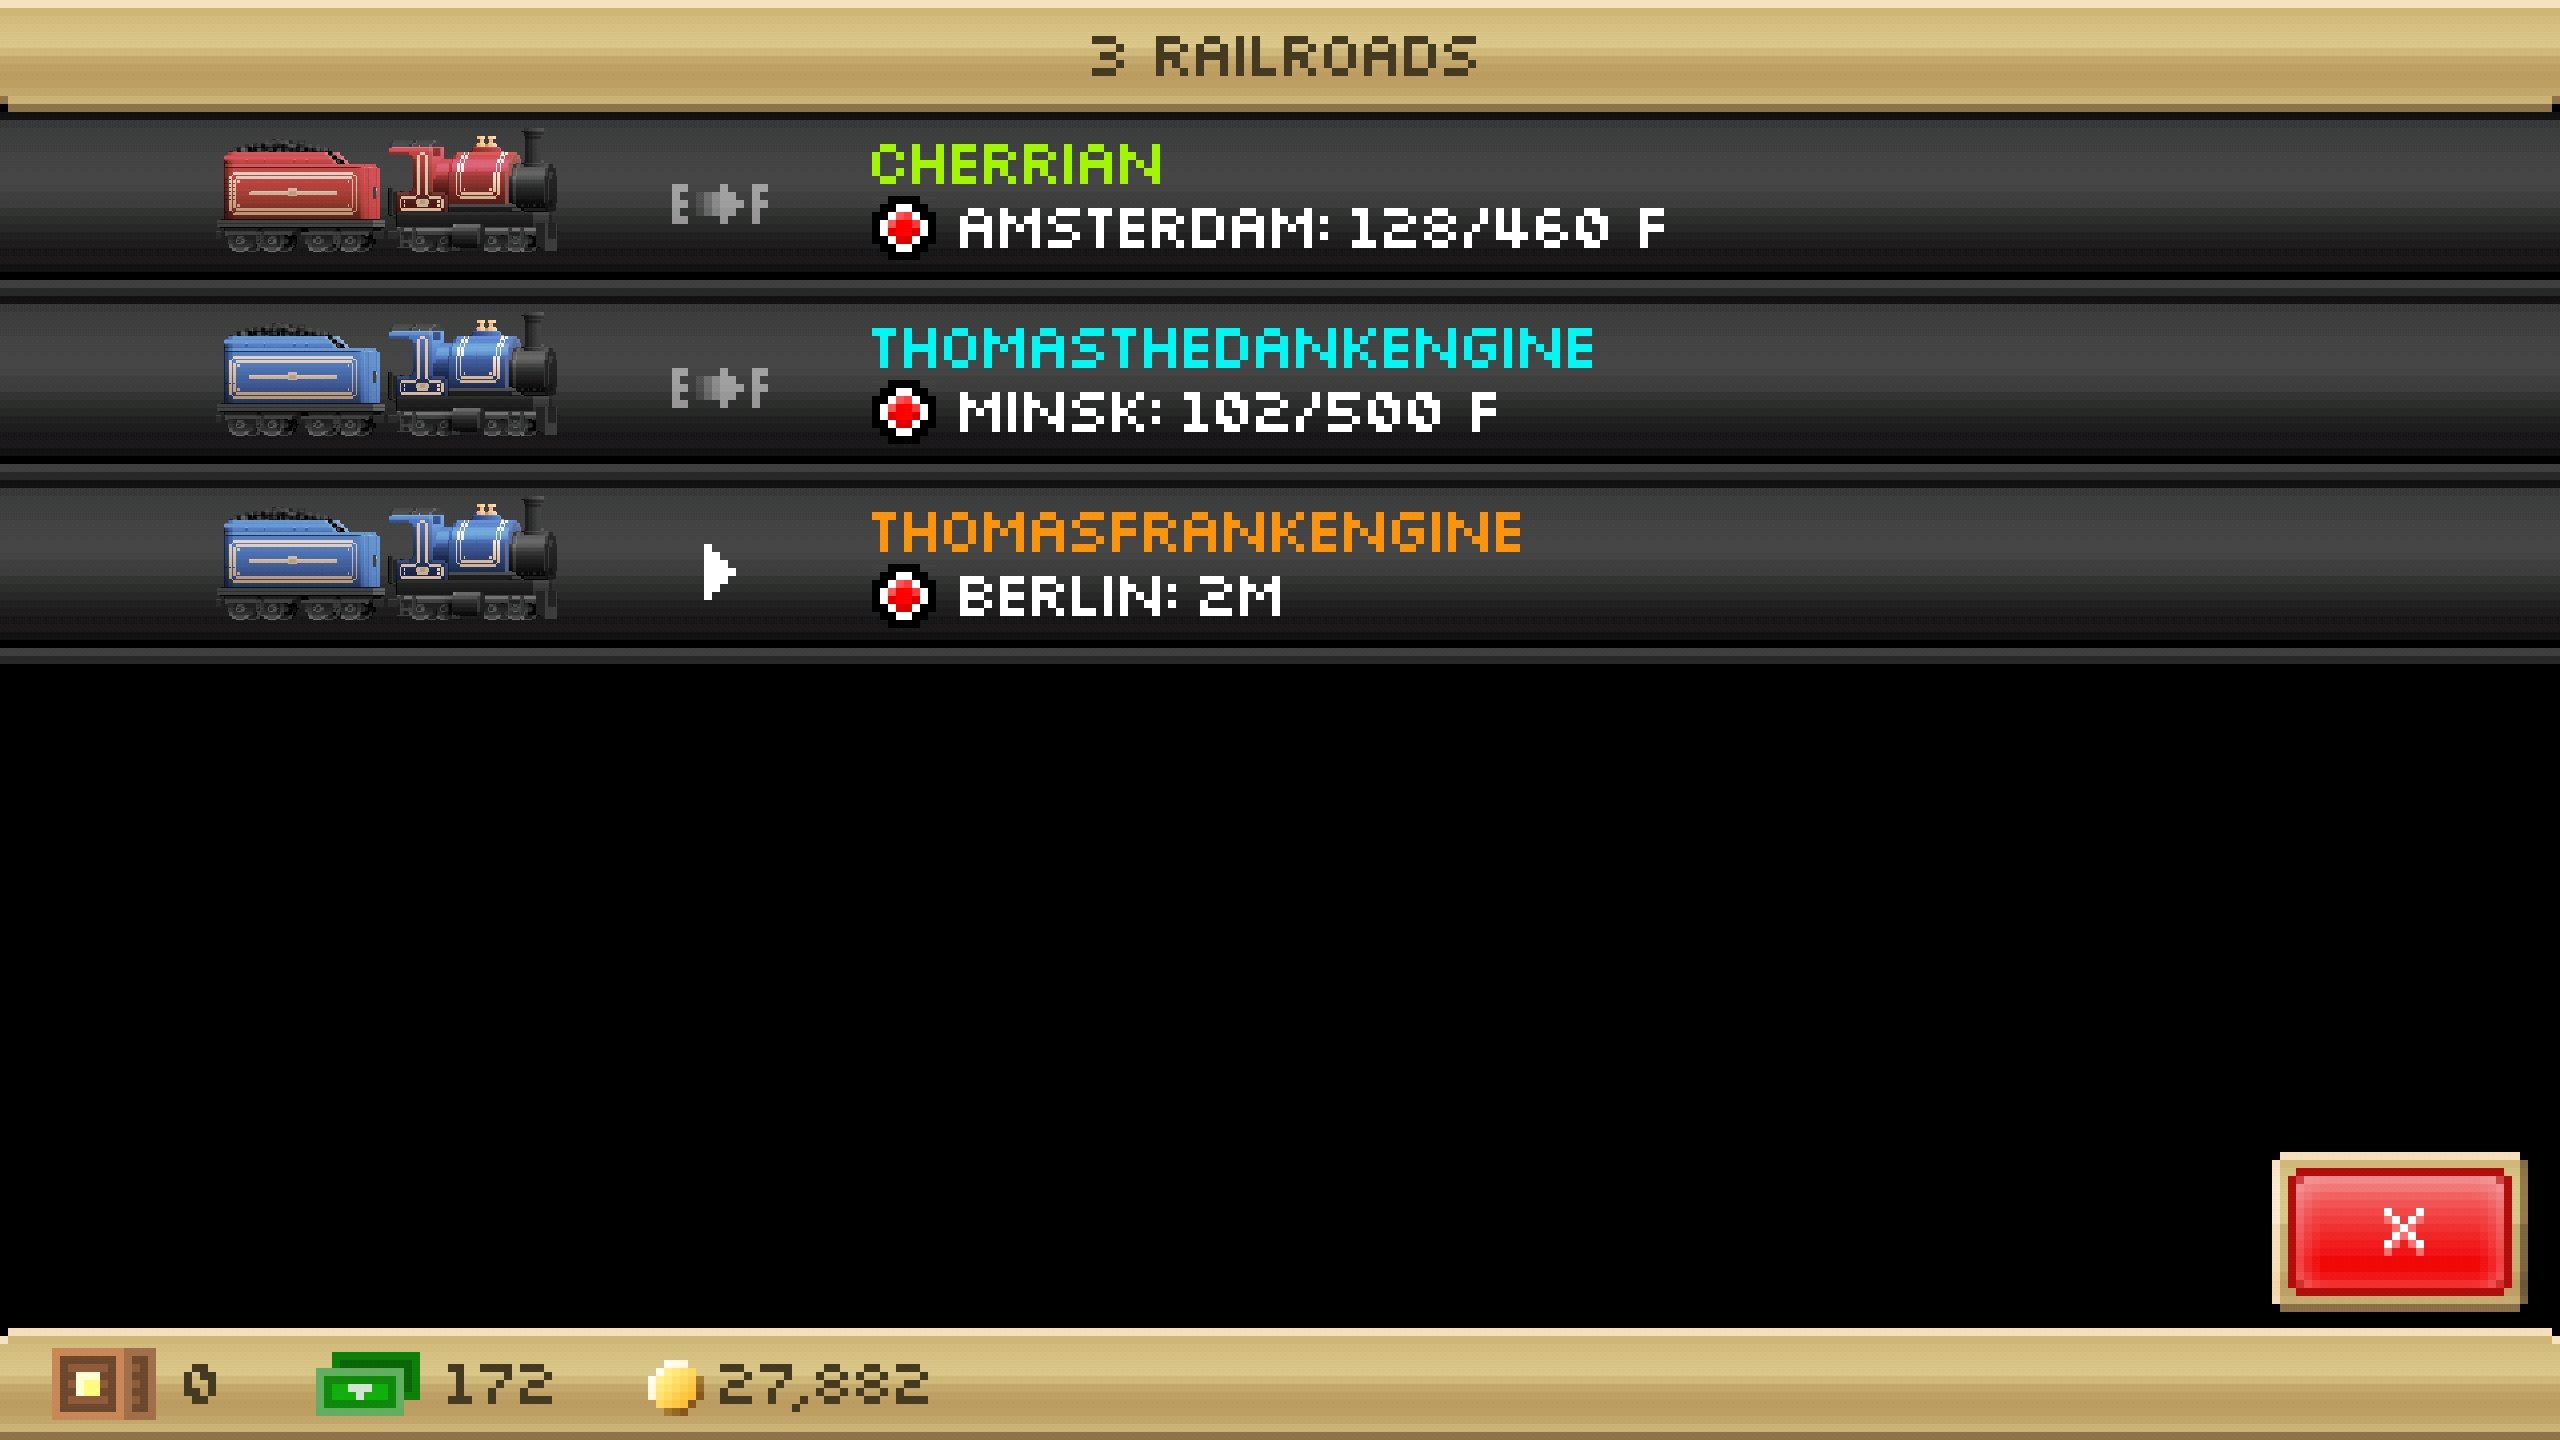 3 RAILROADS
E F
CHERRIAN
AMSTERDAM: 128/460 F
E F
THOMASTHEDANKENGINE
MINSK: 102/500 F
THOMASFRANKENGINE
BERLIN: 2M
X
0 172 27,882